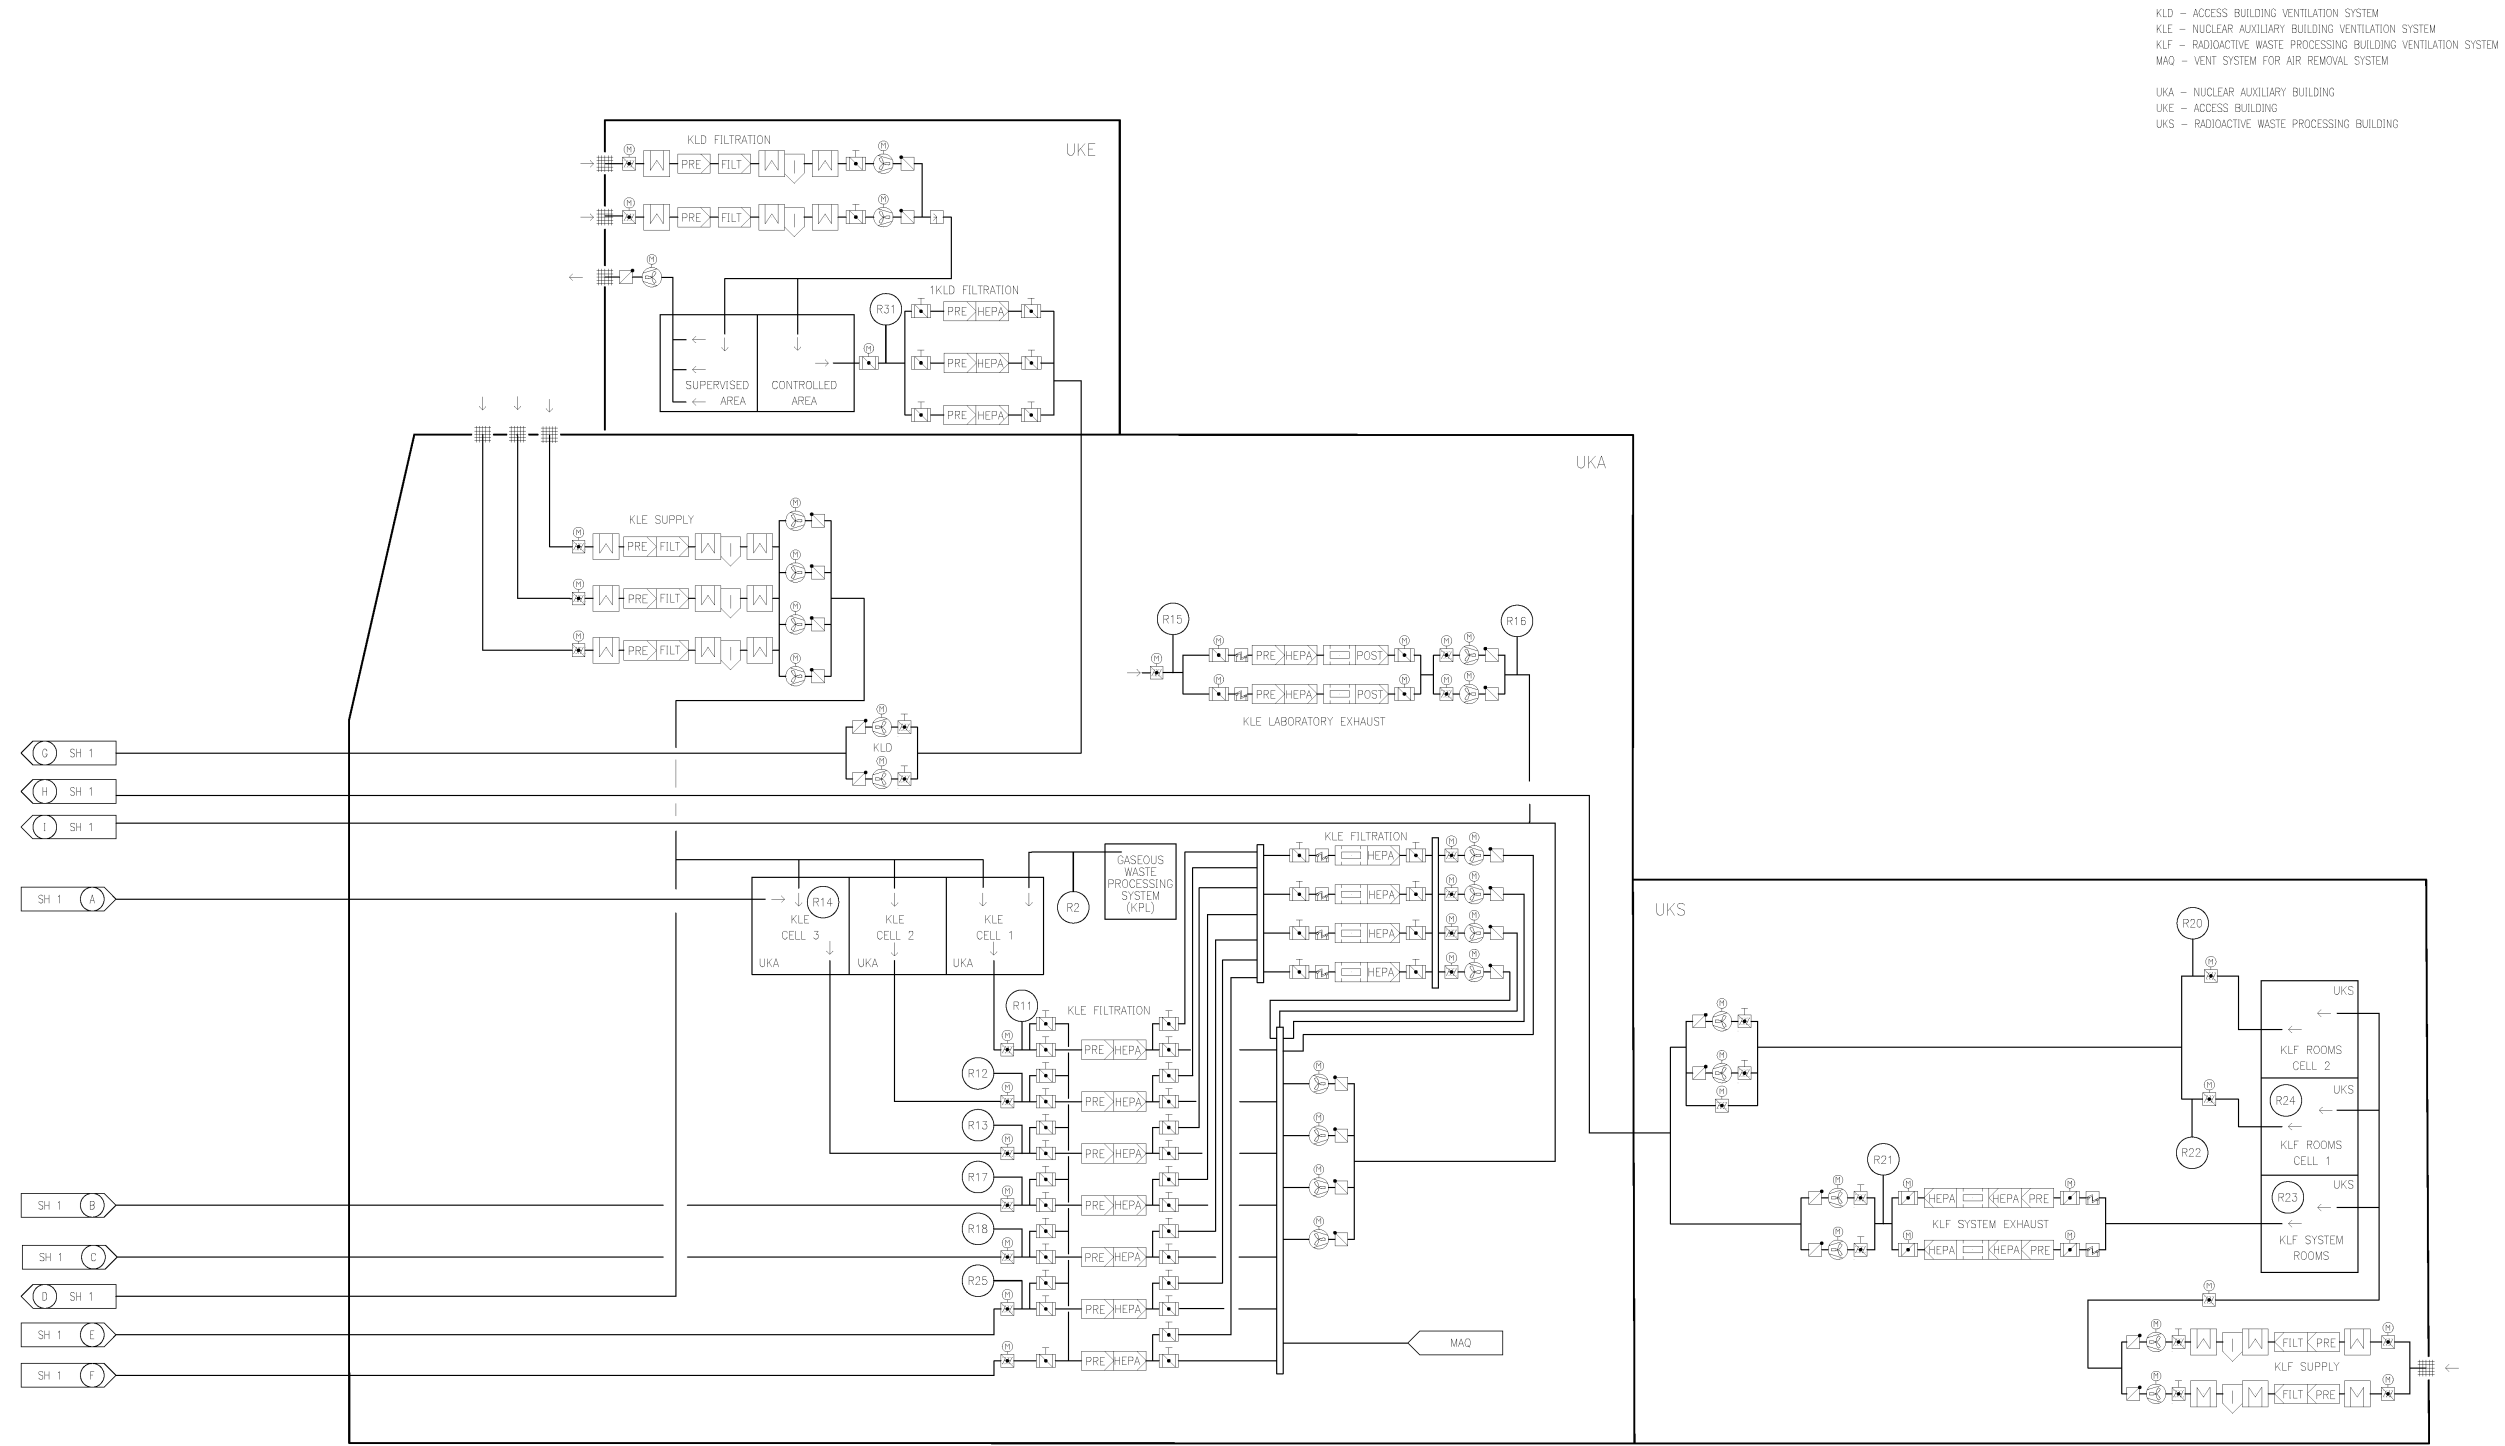 KLD - ACCESS BUILDING VENTILATION SYSTEM
KLE - NUCLEAR AUXILIARY BUILDING VENTILATION SYSTEM
KLF - RADIOACTIVE WASTE PROCESSING BUILDING VENTILATION SYSTEM
MAQ - VENT SYSTEM FOR AIR REMOVAL SYSTEM
UKA - NUCLEAR AUXILIARY BUILDING
UKE - ACCESS BUILDING
UKS - RADIOACTIVE WASTE PROCESSING BUILDING
KLD FILTRATION
UKE
M M
PRE FILT
M M
PRE FILT
M
1KLD FILTRATION
R31
PRE HEPA
M
PRE HEPA
SUPERVISED
AREA
CONTROLLED
AREA
PRE HEPA
UKA
KLE SUPPLY
M
M
PRE FILT
M
M
PRE FILT
M
M
PRE FILT
M
R15
R16
M
M M M M
PRE HEPA POST
M M M M
PRE HEPA POST
KLE LABORATORY EXHAUST
M
KLD
M
G SH 1
H SH 1
I SH 1
KLE FILTRATION
M M
HEPA
M M
HEPA
M M
HEPA
M M
HEPA
GASEOUS
WASTE
PROCESSING
SYSTEM
(KPL)
R2
SH 1 A
R14
KLE
CELL 3
UKA
KLE
CELL 2
UKA
KLE
CELL 1
UKA
UKS
R11
KLE FILTRATION
M
PRE HEPA
R12
M
PRE HEPA
R13
M
PRE HEPA
R17
M
PRE HEPA
R18
M
PRE HEPA
R25
M
PRE HEPA
M
PRE HEPA
M
M
M
M
MAQ
SH 1 B
SH 1 C
D SH 1
SH 1 E
SH 1 F
R20
M
M
M
M
UKS
KLF ROOMS
CELL 2
M
UKS
R24
KLF ROOMS
CELL 1
R22
R21
UKS
R23
KLF SYSTEM
ROOMS
M M M
HEPA HEPA PRE
KLF SYSTEM EXHAUST
M M M
HEPA HEPA PRE
M
M M
FILT PRE
KLF SUPPLY
M M
FILT PRE